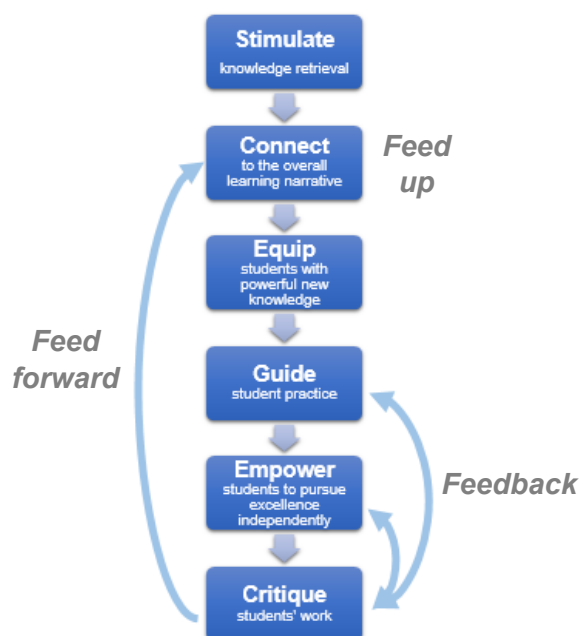 Stimulate
knowledge retrieval
Connect
to the overall
learning narrative
Feed
up
Equip
students with
powerful new
knowledge
Feed
forward
Guide
student practice
Empower
students to pursue
excellence
independently
Feedback
Critique
students' work